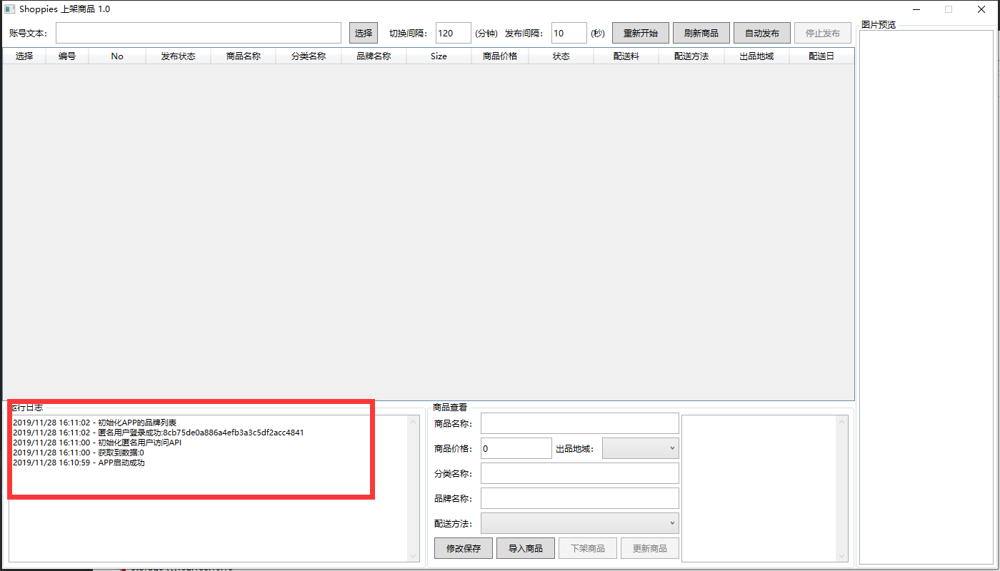 Shoppies 上架商品 1.0
账号文本： 选择 切换间隔： 120 (分钟) 发布间隔： 10 (秒) 重新开始 刷新商品 自动发布 停止发布
图片预览
选择 编号 No 发布状态 商品名称 分类名称 品牌名称 Size 商品价格 状态 配送料 配送方法 出品地域 配送日
运行日志
2019/11/28 16:11:02 - 初始化APP的品牌列表
2019/11/28 16:11:02 - 匿名用户登录成功:8cb75de0a886a4efb3a3c5df2acc4841
2019/11/28 16:11:00 - 初始化匿名用户访问API
2019/11/28 16:11:00 - 获取到数据:0
2019/11/28 16:10:59 - APP启动成功
商品查看
商品名称：
商品价格： 0 出品地域：
分类名称：
品牌名称：
配送方法：
修改保存 导入商品 下架商品 更新商品